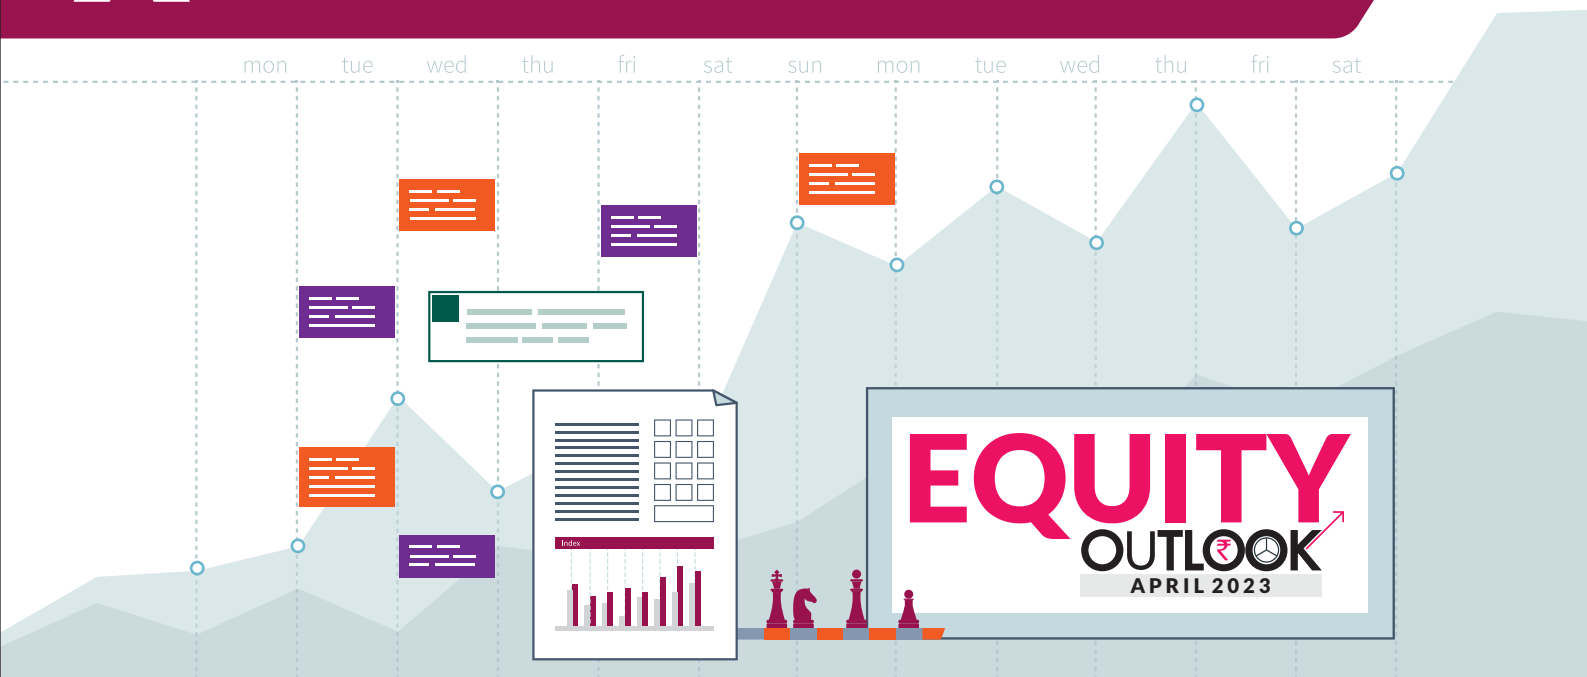 mon tue wed thu fri sat sun mon tue wed thu fri sat
Index
EQUITY
OUTLOOK
APRIL 2023